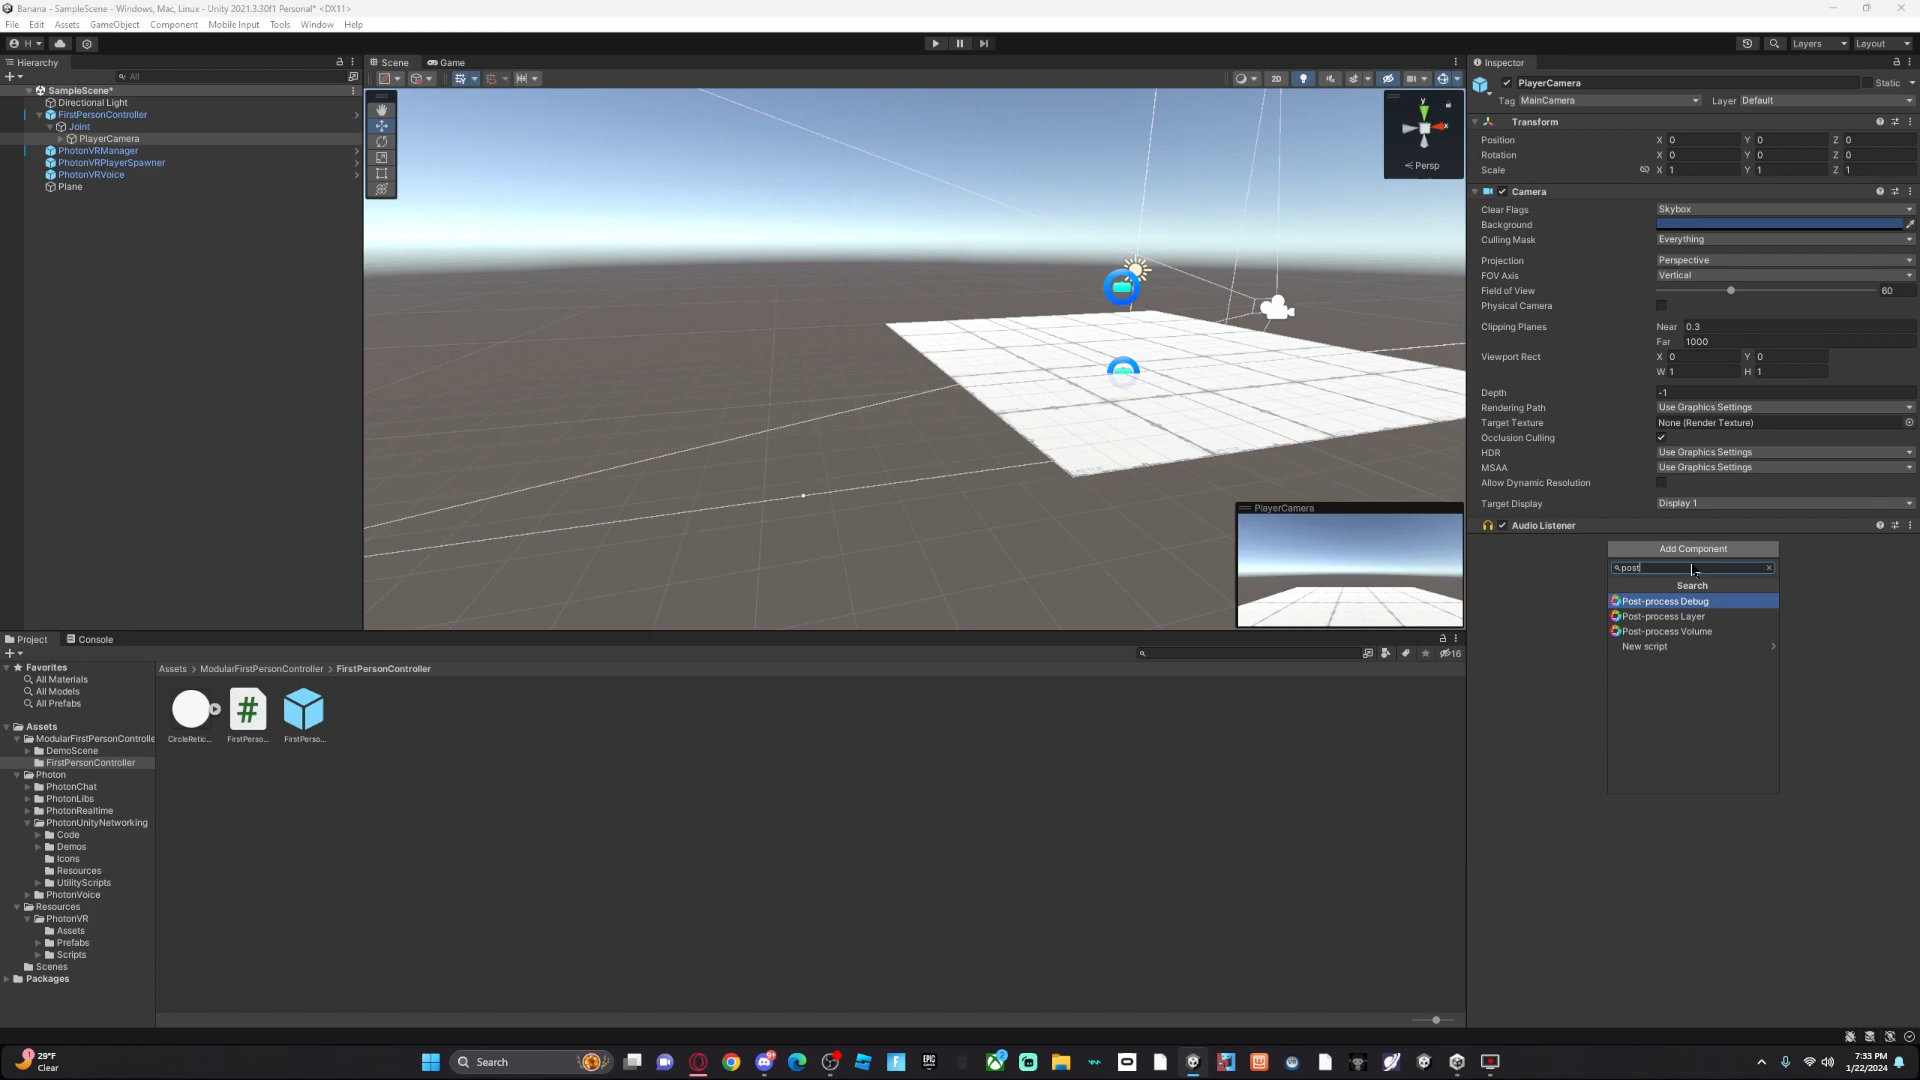 Banana - SampleScene - Windows, Mac, Linux - Unity 2021.3.30f1 Personal* <DX11>
File Edit Assets GameObject Component Mobile Input Tools Window Help
H
Layers
Layout
Hierarchy
All
SampleScene*
Directional Light
FirstPersonController
Joint
PlayerCamera
PhotonVRManager
PhotonVRPlayerSpawner
PhotonVRVoice
Plane
Scene
Game
2D
y
x
Persp
PlayerCamera
Inspector
PlayerCamera
Static
Tag MainCamera Layer Default
Transform
Position X 0 Y 0 Z 0
Rotation X 0 Y 0 Z 0
Scale X 1 Y 1 Z 1
Camera
Clear Flags Skybox
Background
Culling Mask Everything
Projection Perspective
FOV Axis Vertical
Field of View 60
Physical Camera
Clipping Planes Near 0.3
Far 1000
Viewport Rect X 0 Y 0
W 1 H 1
Depth -1
Rendering Path Use Graphics Settings
Target Texture None (Render Texture)
Occlusion Culling
HDR Use Graphics Settings
MSAA Use Graphics Settings
Allow Dynamic Resolution
Target Display Display 1
Audio Listener
Add Component
post
Search
Post-process Debug
Post-process Layer
Post-process Volume
New script
Project
Console
16
Favorites
All Materials
All Models
All Prefabs
Assets
ModularFirstPersonControlle
DemoScene
FirstPersonController
Photon
PhotonChat
PhotonLibs
PhotonRealtime
PhotonUnityNetworking
Code
Demos
Icons
Resources
UtilityScripts
PhotonVoice
Resources
PhotonVR
Assets
Prefabs
Scripts
Scenes
Packages
Assets > ModularFirstPersonController > FirstPersonController
CircleRetic...
FirstPerso...
FirstPerso...
29°F
Clear
Search
7:33 PM
1/22/2024